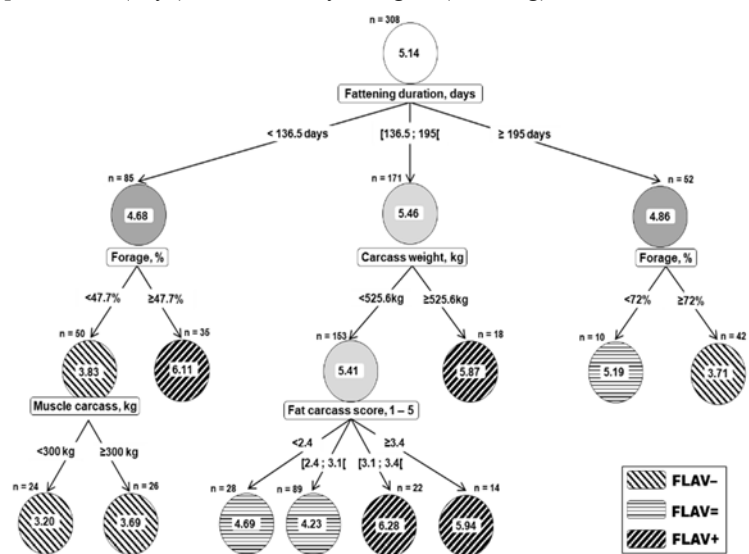 n = 308
5.14
Fattening duration, days
< 136.5 days
[136.5 ; 195[
≥ 195 days
n = 85
n = 171
n = 52
4.68
5.46
4.86
Forage, %
Carcass weight, kg
Forage, %
<47.7%
≥47.7%
<525.6kg
≥525.6kg
<72%
≥72%
n = 50
n = 35
n = 153
n = 18
n = 10
n = 42
3.83
6.11
5.41
5.87
5.19
3.71
Muscle carcass, kg
Fat carcass score, 1 – 5
<300 kg
≥300 kg
<2.4
[2.4 ; 3.1[
[3.1 ; 3.4[
≥3.4
n = 24
n = 26
n = 28
n = 89
n = 22
n = 14
3.20
3.69
4.69
4.23
6.28
5.94
FLAV–
FLAV=
FLAV+